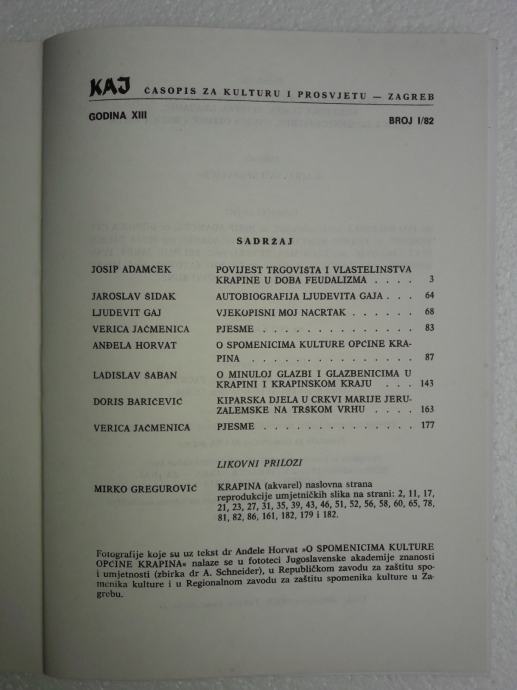 KAJ ČASOPIS ZA KULTURU I PROSVJETU — ZAGREB
GODINA XIII BROJ I/82
SADRŽAJ
JOSIP ADAMČEK POVIJEST TRGOVISTA I VLASTELINSTVA
KRAPINE U DOBA FEUDALIZMA . . . . 3
JAROSLAV ŠIDAK AUTOBIOGRAFIJA LJUDEVITA GAJA . . 64
LJUDEVIT GAJ VJEKOPISNI MOJ NACRTAK . . . . . . 68
VERICA JAČMENICA PJESME . . . . . . . . . . . . . . 83
ANĐELA HORVAT O SPOMENICIMA KULTURE OPĆINE KRA-
PINA . . . . . . . . . . . . . . . 87
LADISLAV ŠABAN O MINULOJ GLAZBI I GLAZBENICIMA U
KRAPINI I KRAPINSKOM KRAJU . . . 143
DORIS BARIČEVIĆ KIPARSKA DJELA U CRKVI MARIJE JERU-
ZALEMSKE NA TRŠKOM VRHU . . . . 163
VERICA JAČMENICA PJESME . . . . . . . . . . . . . . 177
LIKOVNI PRILOZI
MIRKO GREGUROVIĆ KRAPINA (akvarel) naslovna strana
reprodukcije umjetničkih slika na strani: 2, 11, 17,
21, 23, 27, 31, 35, 39, 43, 46, 51, 52, 56, 58, 60, 65, 78,
81, 82, 86, 161, 182, 179 i 182.
Fotografije koje su uz tekst dr Anđele Horvat »O SPOMENICIMA KULTURE
OPĆINE KRAPINA« nalaze se u fototeci Jugoslavenske akademije znanosti
i umjetnosti (zbirka dr A. Schneider), u Republičkom zavodu za zaštitu spo-
menika kulture i u Regionalnom zavodu za zaštitu spomenika kulture u Za-
grebu.